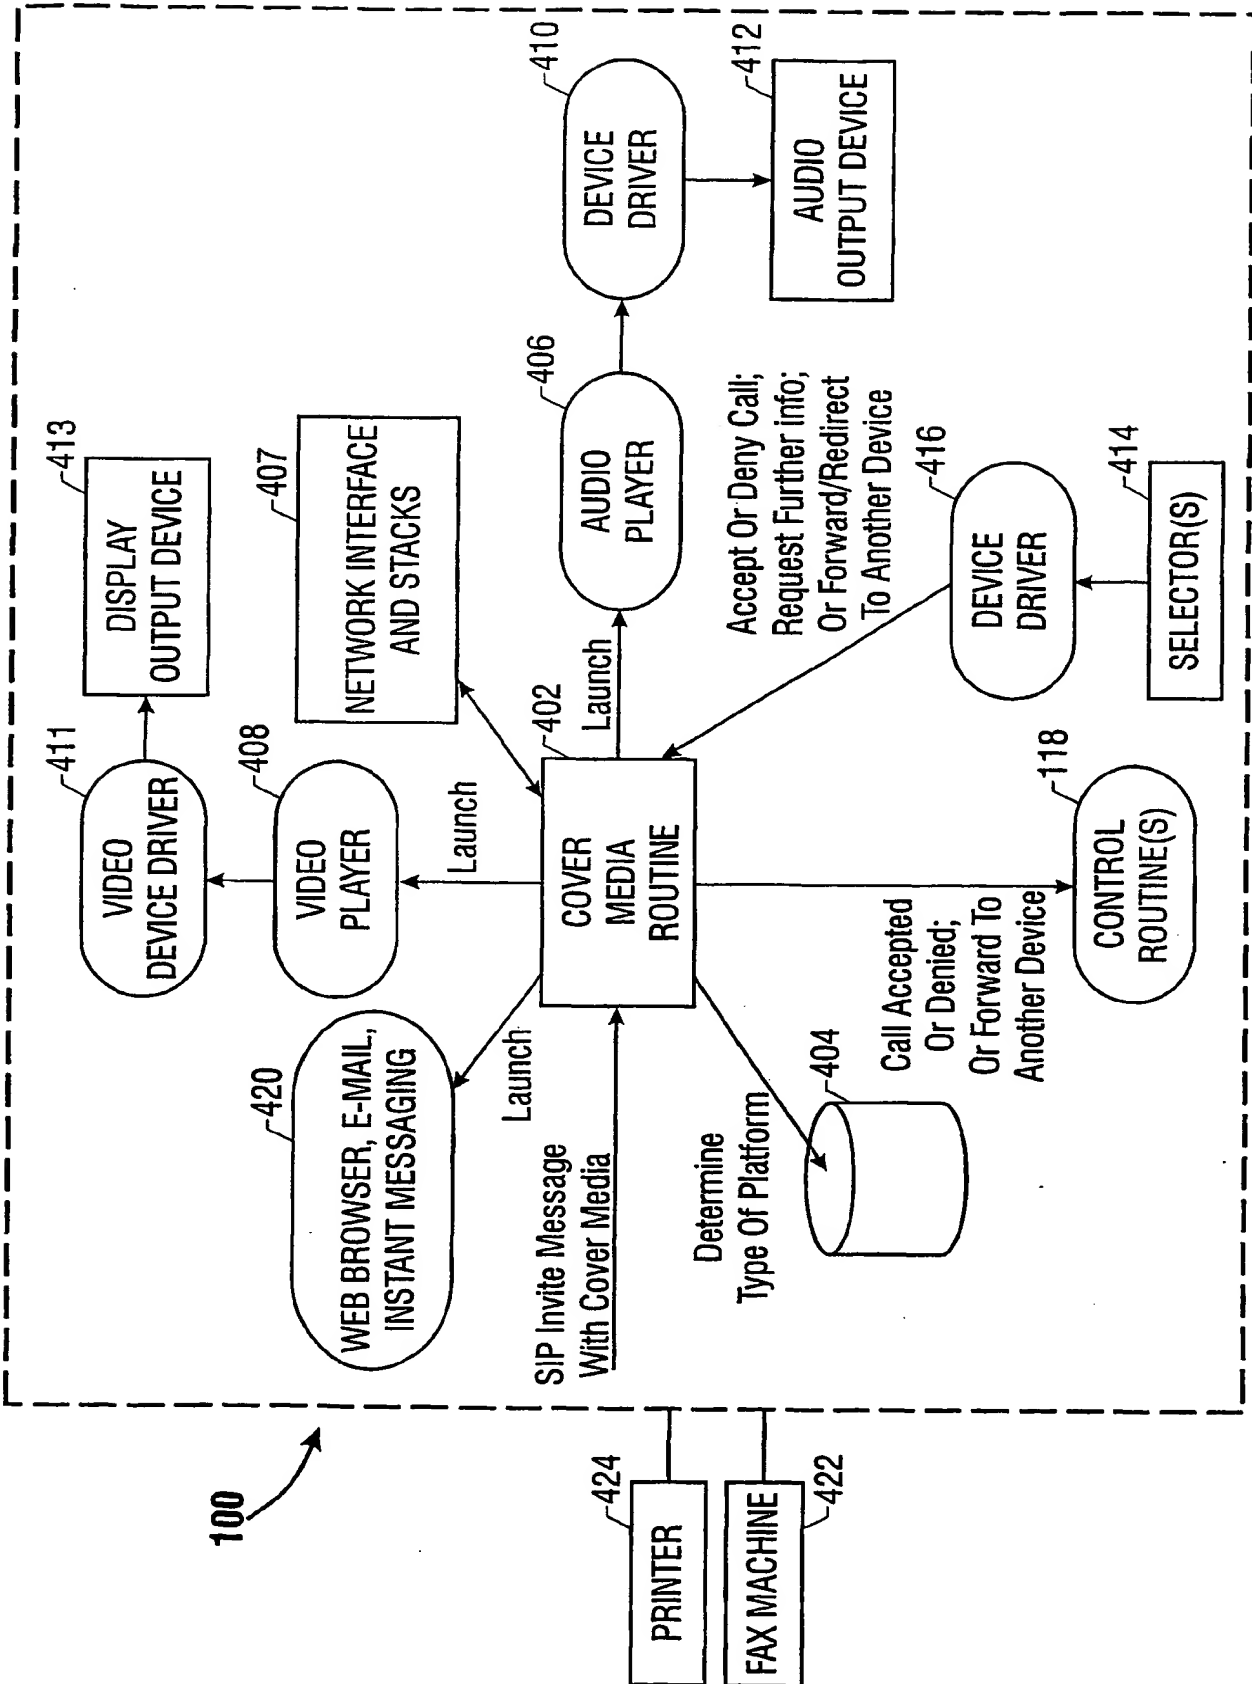 100
PRINTER
424
FAX MACHINE
422
420
WEB BROWSER, E-MAIL,
INSTANT MESSAGING
Launch
411
VIDEO
DEVICE DRIVER
413
DISPLAY
OUTPUT DEVICE
408
VIDEO
PLAYER
Launch
407
NETWORK INTERFACE
AND STACKS
SIP Invite Message
With Cover Media
402
COVER
MEDIA
ROUTINE
Launch
406
AUDIO
PLAYER
410
DEVICE
DRIVER
412
AUDIO
OUTPUT DEVICE
Determine
Type Of Platform
404
Call Accepted
Or Denied;
Or Forward To
Another Device
118
CONTROL
ROUTINE(S)
Accept Or Deny Call;
Request Further info;
Or Forward/Redirect
To Another Device
416
DEVICE
DRIVER
414
SELECTOR(S)